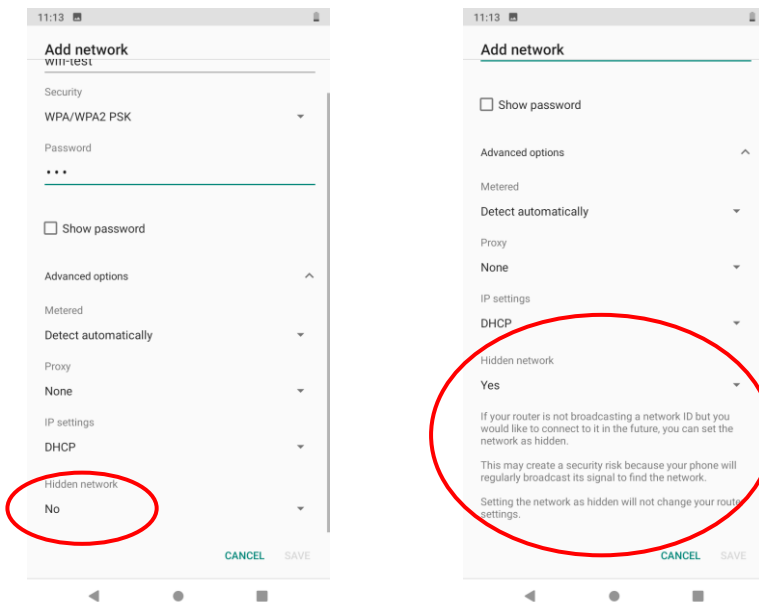 11:13
Add network
wifi-test
Security
WPA/WPA2 PSK
Password
•••
Show password
Advanced options
Metered
Detect automatically
Proxy
None
IP settings
DHCP
Hidden network
No
CANCEL SAVE
11:13
Add network
Show password
Advanced options
Metered
Detect automatically
Proxy
None
IP settings
DHCP
Hidden network
Yes
If your router is not broadcasting a network ID but you
would like to connect to it in the future, you can set the
network as hidden.
This may create a security risk because your phone will
regularly broadcast its signal to find the network.
Setting the network as hidden will not change your router
settings.
CANCEL SAVE